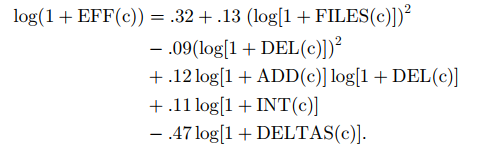 log(1 + EFF(c)) = .32 + .13 (log[1 + FILES(c)])²
− .09(log[1 + DEL(c)])²
+ .12 log[1 + ADD(c)] log[1 + DEL(c)]
+ .11 log[1 + INT(c)]
− .47 log[1 + DELTAS(c)].